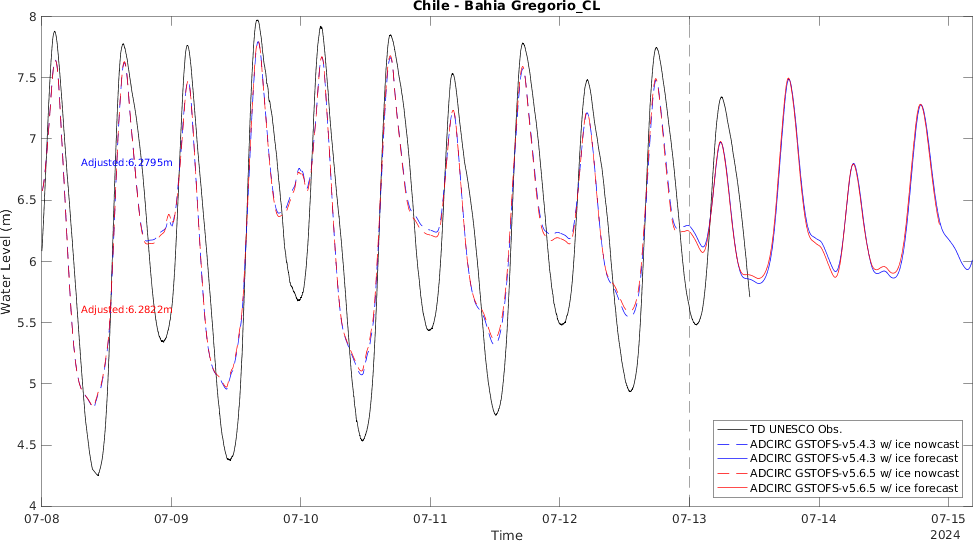 Chile - Bahia Gregorio_CL
8
7.5
7
6.5
6
5.5
5
4.5
4
Water Level (m)
Adjusted:6.2795m
Adjusted:6.2822m
TD UNESCO Obs.
ADCIRC GSTOFS-v5.4.3 w/ ice nowcast
ADCIRC GSTOFS-v5.4.3 w/ ice forecast
ADCIRC GSTOFS-v5.6.5 w/ ice nowcast
ADCIRC GSTOFS-v5.6.5 w/ ice forecast
07-08 07-09 07-10 07-11 07-12 07-13 07-14 07-15
Time
2024